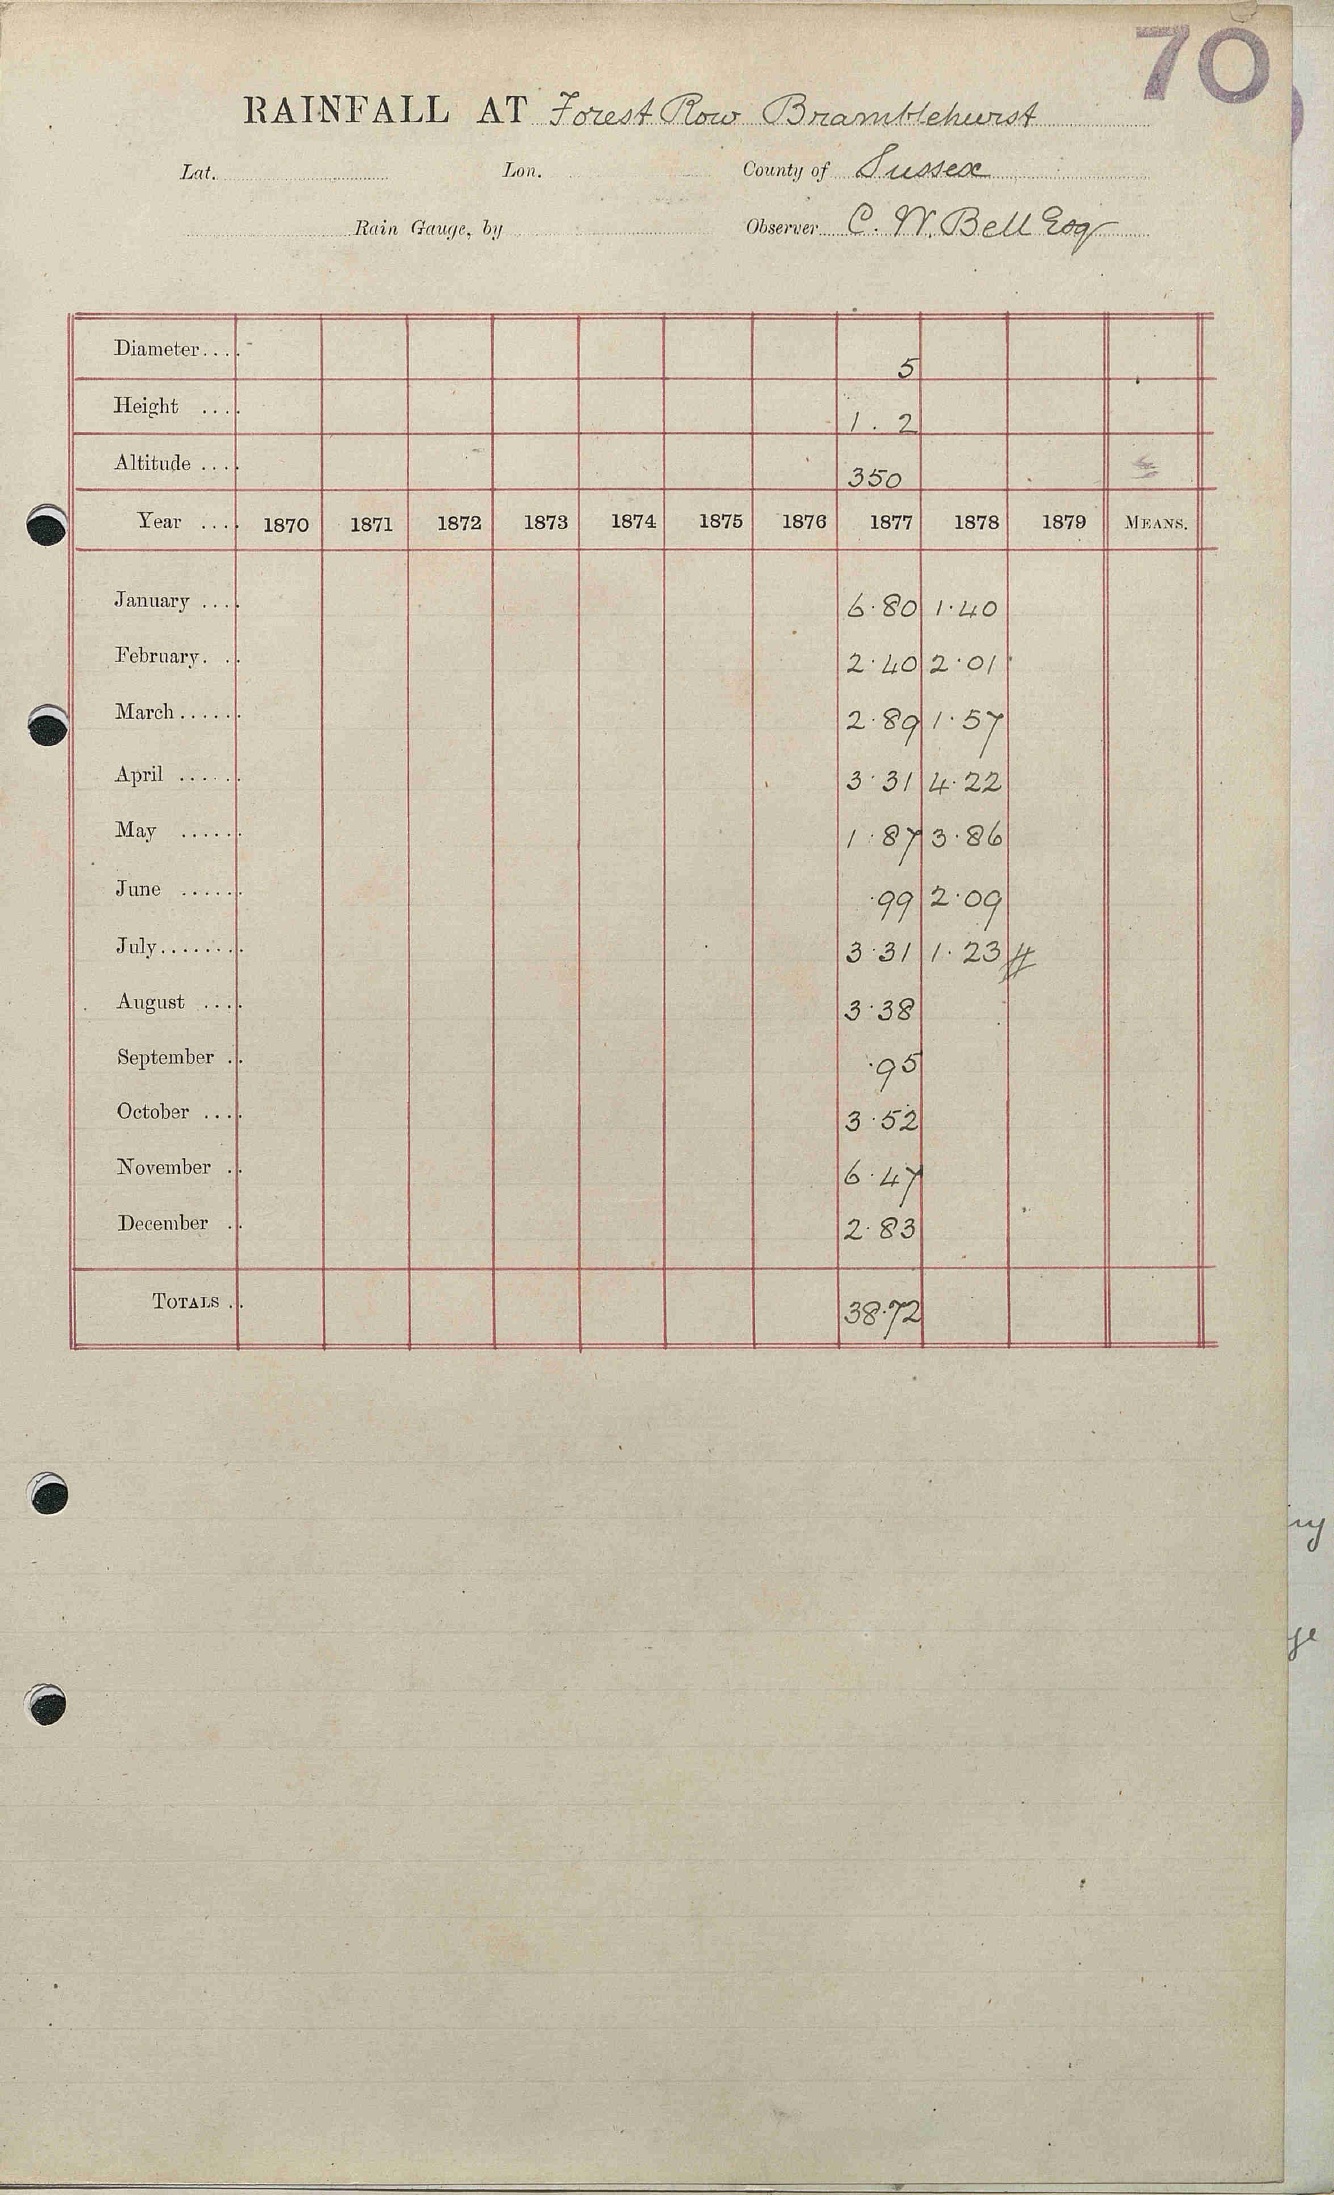 70
RAINFALL AT Forest Row Bramblehurst
Lat. Lon. County of Sussex
Rain Gauge, by Observer C. W. Bell Esq
Diameter.... 5
Height .... 1 . 2
Altitude .... 350
Year .... 1870 1871 1872 1873 1874 1875 1876 1877 1878 1879 MEANS.
January .... 6.80 1.40
February. .. 2.40 2.01
March...... 2.89 1.57
April ...... 3.31 4.22
May ...... 1.87 3.86
June ...... .99 2.09
July........ 3.31 1.23 #
August .... 3.38
September .. .95
October .... 3.52
November .. 6.47
December .. 2.83
TOTALS .. 38.72